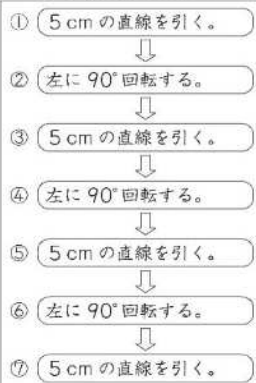 ① 5cmの直線を引く。
② 左に90°回転する。
③ 5cmの直線を引く。
④ 左に90°回転する。
⑤ 5cmの直線を引く。
⑥ 左に90°回転する。
⑦ 5cmの直線を引く。